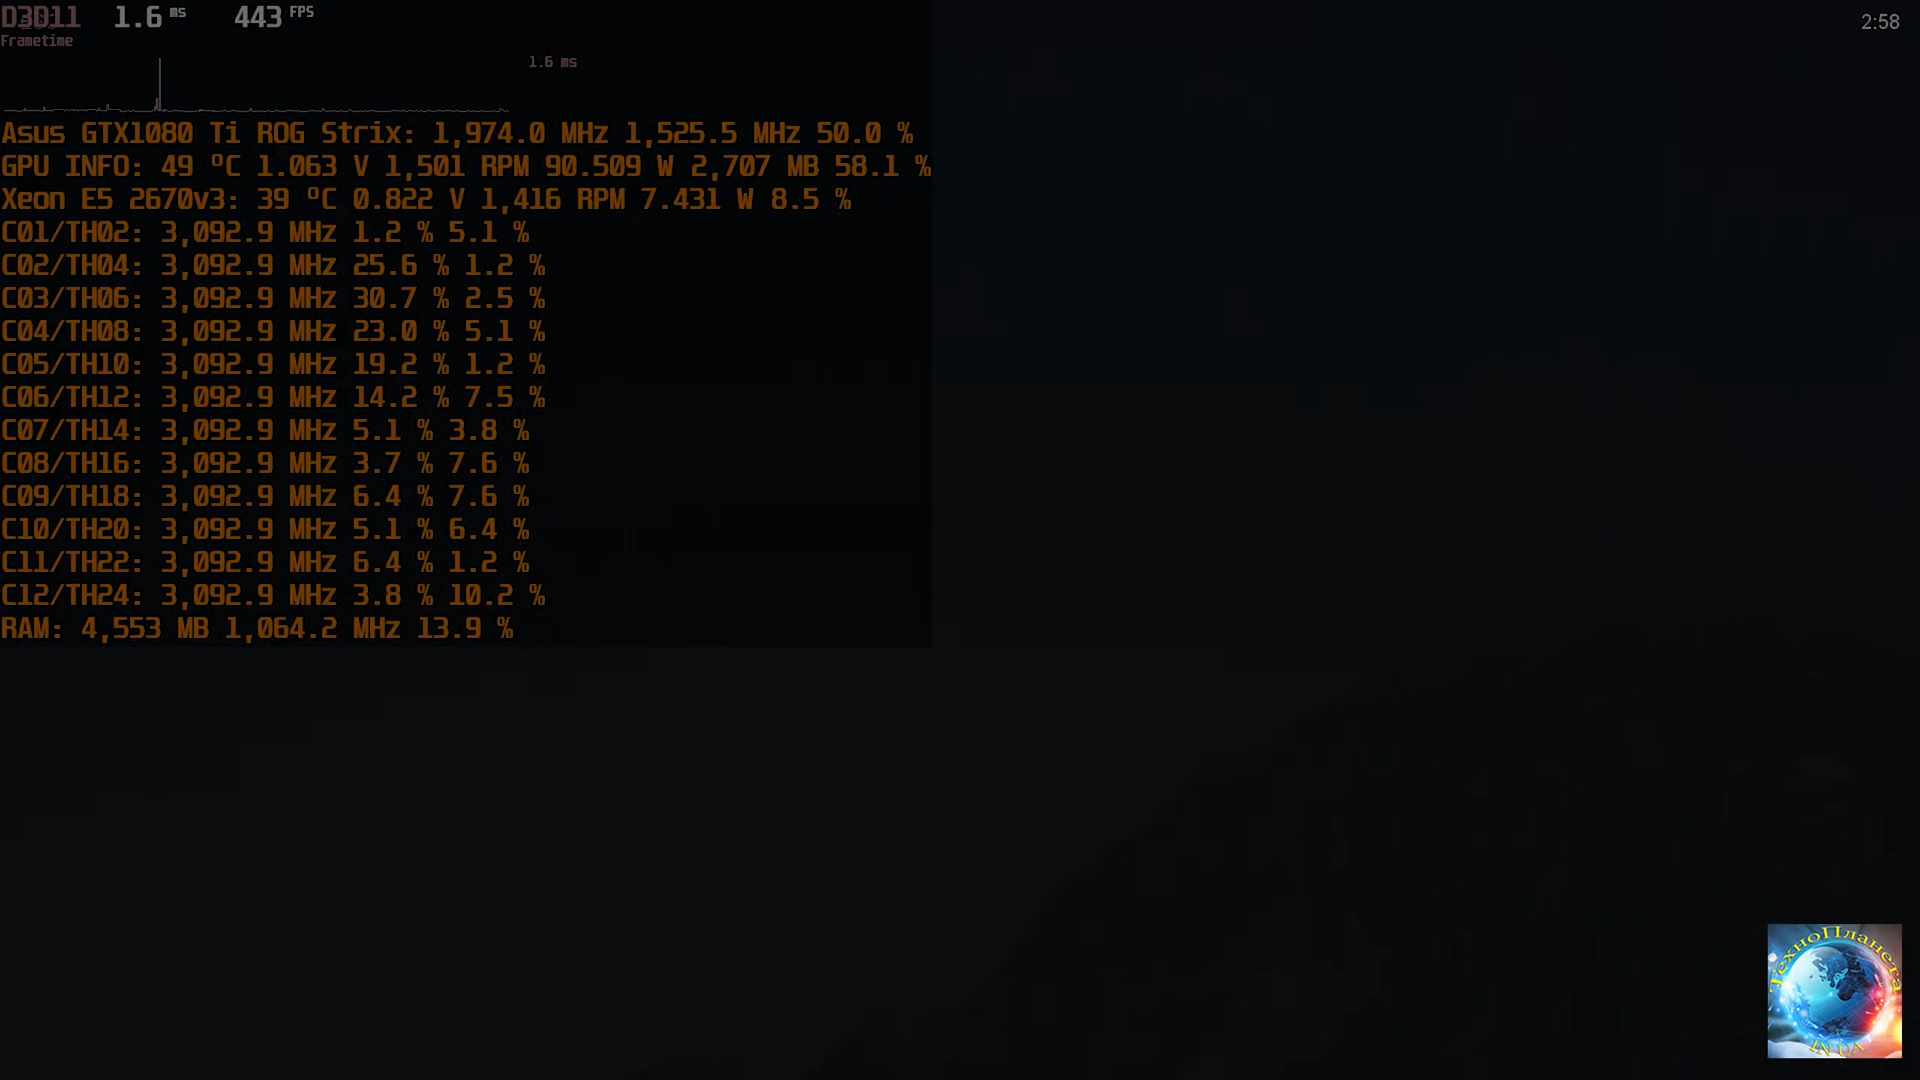 D3D11 1.6 ms 443 FPS
2:58
Frametime
1.6 ms
Asus GTX1080 Ti ROG Strix: 1,974.0 MHz 1,525.5 MHz 50.0 %
GPU INFO: 49 ºC 1.063 V 1,501 RPM 90.509 W 2,707 MB 58.1 %
Xeon E5 2670v3: 39 ºC 0.822 V 1,416 RPM 7.431 W 8.5 %
C01/TH02: 3,092.9 MHz 1.2 % 5.1 %
C02/TH04: 3,092.9 MHz 25.6 % 1.2 %
C03/TH06: 3,092.9 MHz 30.7 % 2.5 %
C04/TH08: 3,092.9 MHz 23.0 % 5.1 %
C05/TH10: 3,092.9 MHz 19.2 % 1.2 %
C06/TH12: 3,092.9 MHz 14.2 % 7.5 %
C07/TH14: 3,092.9 MHz 5.1 % 3.8 %
C08/TH16: 3,092.9 MHz 3.7 % 7.6 %
C09/TH18: 3,092.9 MHz 6.4 % 7.6 %
C10/TH20: 3,092.9 MHz 5.1 % 6.4 %
C11/TH22: 3,092.9 MHz 6.4 % 1.2 %
C12/TH24: 3,092.9 MHz 3.8 % 10.2 %
RAM: 4,553 MB 1,064.2 MHz 13.9 %
ТехноПланета
IN UA